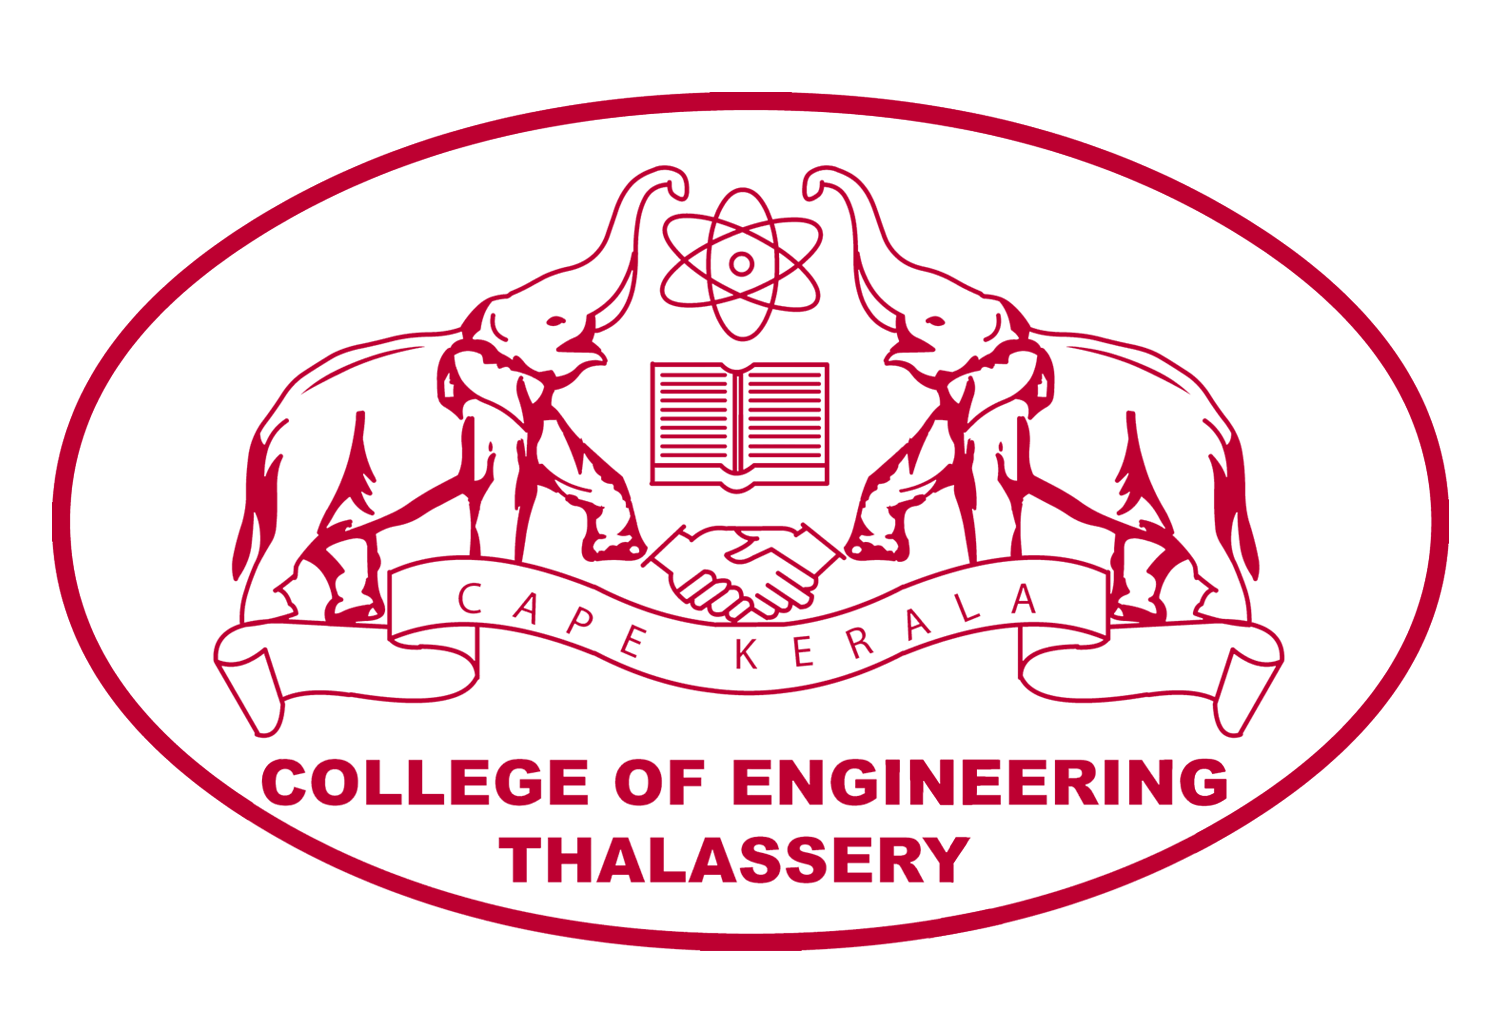 CAPE KERALA
COLLEGE OF ENGINEERING
THALASSERY